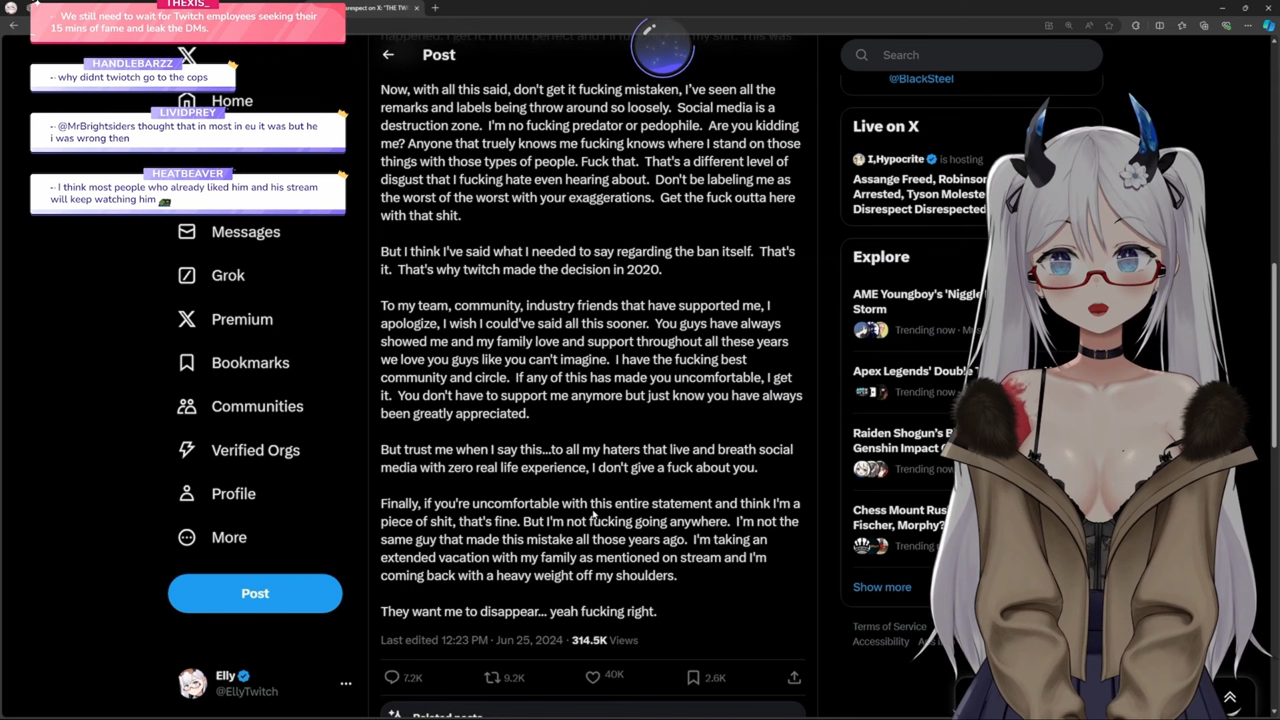 THEXIS_
We still need to wait for Twitch employees seeking their
15 mins of fame and leak the DMs.
HANDLEBARZZ
why didnt twiotch go to the cops
LIVIDPREY
@MrBrightsiders thought that in most in eu it was but he
i was wrong then
HEATBEAVER
I think most people who already liked him and his stream
will keep watching him
respect on X: "THE TW
Home
Messages
Grok
Premium
Bookmarks
Communities
Verified Orgs
Profile
More
Post
Elly
@EllyTwitch
Post
Now, with all this said, don't get it fucking mistaken, I've seen all the
remarks and labels being throw around so loosely. Social media is a
destruction zone. I'm no fucking predator or pedophile. Are you kidding
me? Anyone that truely knows me fucking knows where I stand on those
things with those types of people. Fuck that. That's a different level of
disgust that I fucking hate even hearing about. Don't be labeling me as
the worst of the worst with your exaggerations. Get the fuck outta here
with that shit.
But I think I've said what I needed to say regarding the ban itself. That's
it. That's why twitch made the decision in 2020.
To my team, community, industry friends that have supported me, I
apologize, I wish I could've said all this sooner. You guys have always
showed me and my family love and support throughout all these years
we love you guys like you can't imagine. I have the fucking best
community and circle. If any of this has made you uncomfortable, I get
it. You don't have to support me anymore but just know you have always
been greatly appreciated.
But trust me when I say this...to all my haters that live and breath social
media with zero real life experience, I don't give a fuck about you.
Finally, if you're uncomfortable with this entire statement and think I'm a
piece of shit, that's fine. But I'm not fucking going anywhere. I'm not the
same guy that made this mistake all those years ago. I'm taking an
extended vacation with my family as mentioned on stream and I'm
coming back with a heavy weight off my shoulders.
They want me to disappear... yeah fucking right.
Last edited 12:23 PM · Jun 25, 2024 · 314.5K Views
7.2K
9.2K
40K
2.6K
Search
@BlackSteel
Live on X
I,Hypocrite is hosting
Assange Freed, Robinson
Arrested, Tyson Moleste
Disrespect Disrespected
Explore
AME Youngboy's 'Niggle
Storm
Trending now
Apex Legends' Double T
Trending now
Raiden Shogun's B
Genshin Impact
Trending now
Chess Mount Rus
Fischer, Morphy?
Trending now
Show more
Terms of Service
Accessibility